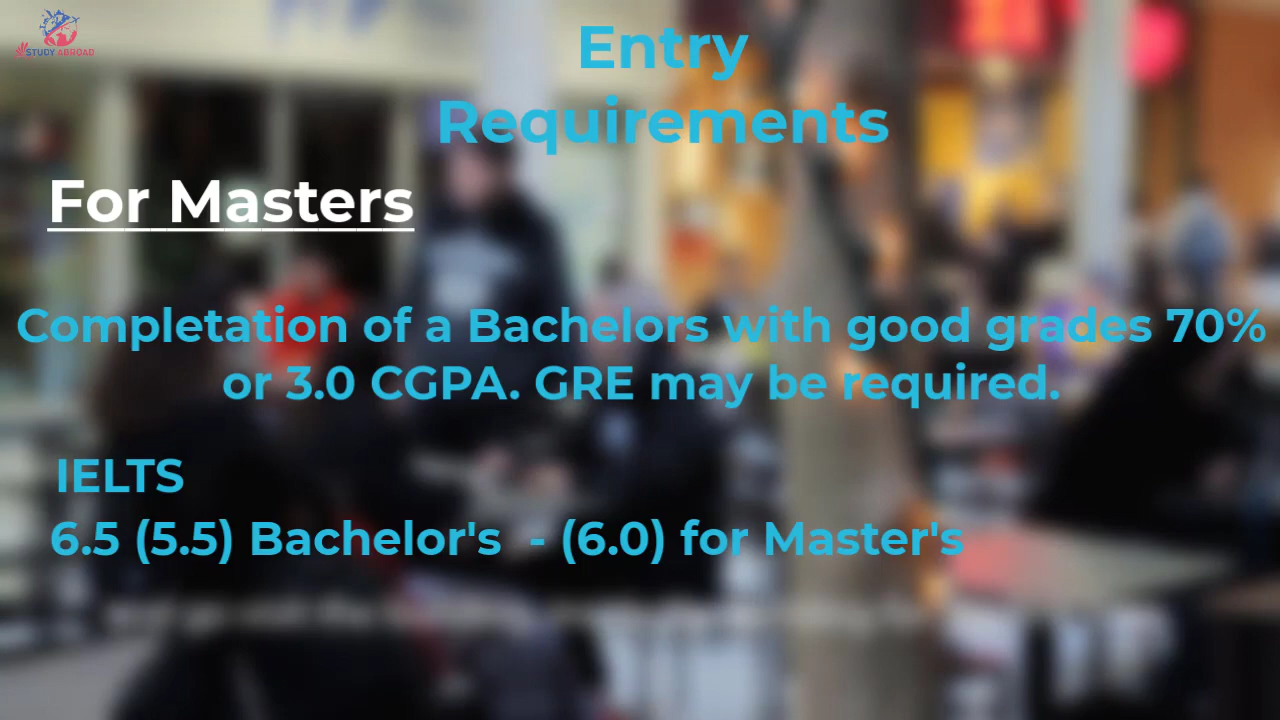 STUDY ABROAD
Entry
Requirements
For Masters
Completation of a Bachelors with good grades 70%
or 3.0 CGPA. GRE may be required.
IELTS
6.5 (5.5) Bachelor's - (6.0) for Master's